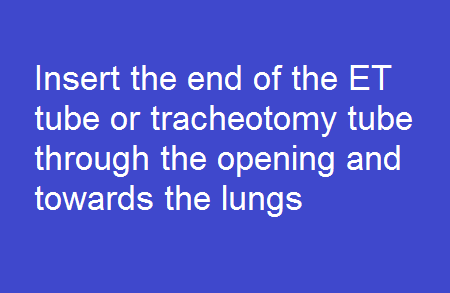 Insert the end of the ET
tube or tracheotomy tube
through the opening and
towards the lungs